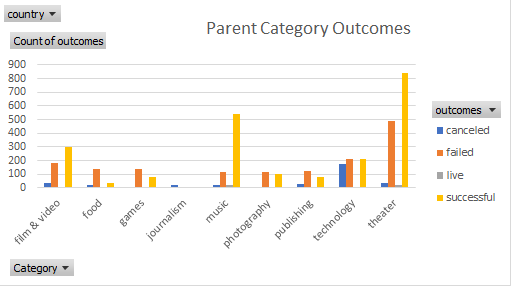 country
Parent Category Outcomes
Count of outcomes
900
800
700
600
500
400
300
200
100
0
film & video
food
games
journalism
music
photography
publishing
technology
theater
outcomes
canceled
failed
live
successful
Category